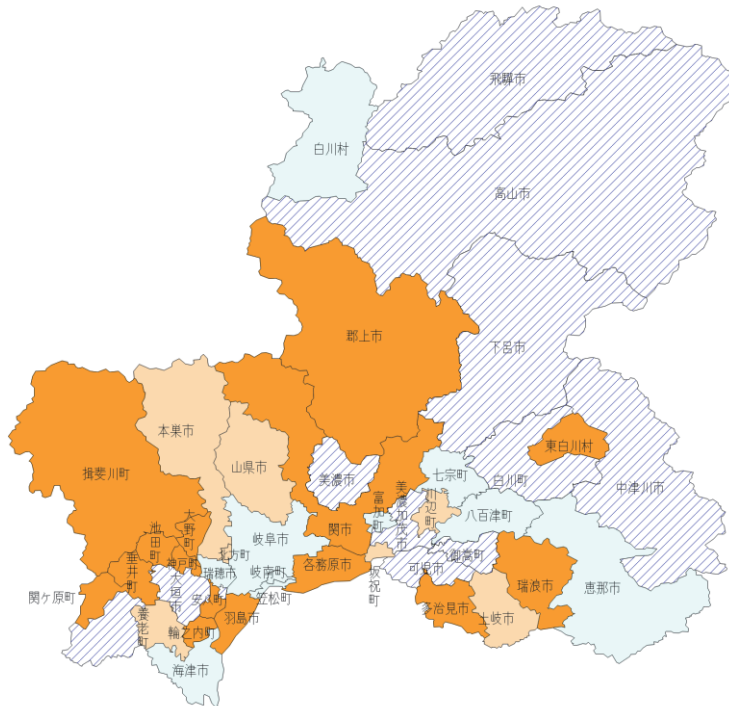 飛騨市
白川村
高山市
郡上市
下呂市
本巣市
東白川村
山県市
揖斐川町
美濃市
七宗町
白川町
中津川市
富加町
美濃加茂市
川辺町
八百津町
大野町
池田町
関市
岐阜市
北方町
御嵩町
垂井町
神戸町
各務原市
可児市
瑞浪市
恵那市
瑞穂市
岐南町
坂祝町
関ケ原町
大垣市
安八町
笠松町
羽島市
多治見市
土岐市
養老町
輪之内町
海津市